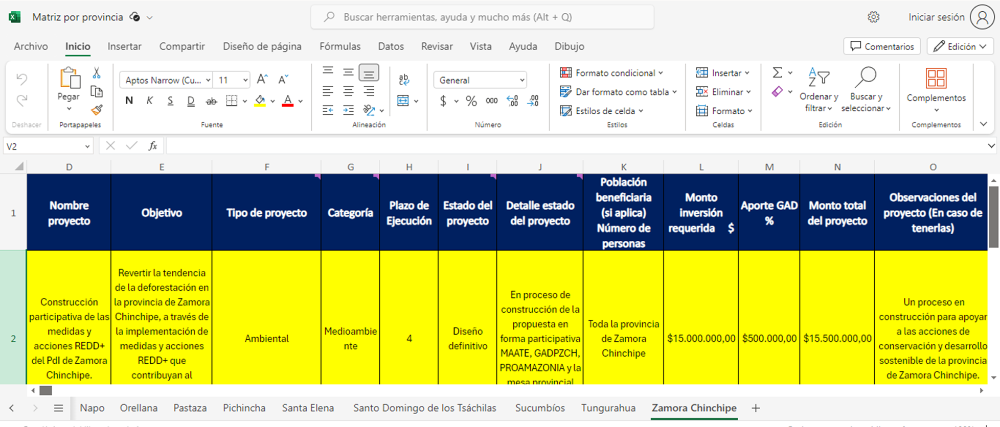 Matriz por provincia
Buscar herramientas, ayuda y mucho más (Alt + Q)
Iniciar sesión
Archivo Inicio Insertar Compartir Diseño de página Fórmulas Datos Revisar Vista Ayuda Dibujo
Comentarios
Edición
Pegar
Aptos Narrow (Cu...
11
N K S D ab
General
$ % 000
Formato condicional
Dar formato como tabla
Estilos de celda
Insertar
Eliminar
Formato
Ordenar y
filtrar
Buscar y
seleccionar
Complementos
Deshacer
Portapapeles
Fuente
Alineación
Número
Estilos
Celdas
Edición
Complementos
V2
fx
D E F G H I J K L M N O
1
Nombre
proyecto
Objetivo
Tipo de proyecto
Categoría
Plazo de
Ejecución
Estado del
proyecto
Detalle estado
del proyecto
Población
beneficiaria
(si aplica)
Número de
personas
Monto
inversión
requerida $
Aporte GAD
%
Monto total
del proyecto
Observaciones del
proyecto (En caso de
tenerlas)
2
Construcción
participativa de las
medidas y
acciones REDD+
del PdI de Zamora
Chinchipe.
Revertir la tendencia
de la deforestación en
la provincia de Zamora
Chinchipe, a través de
la implementación de
medidas y acciones
REDD+ que
contribuyan al
Ambiental
Medioambie
nte
4
Diseño
definitivo
En proceso de
construcción de la
propuesta en
forma participativa
MAATE, GADPZCH,
PROAMAZONIA y la
mesa provincial
Toda la provincia
de Zamora
Chinchipe
$15.000.000,00
$500.000,00
$15.500.000,00
Un proceso en
construcción para apoyar
a las acciones de
conservación y desarrollo
sostenible de la provincia
de Zamora Chinchipe.
Napo Orellana Pastaza Pichincha Santa Elena Santo Domingo de los Tsáchilas Sucumbíos Tungurahua Zamora Chinchipe